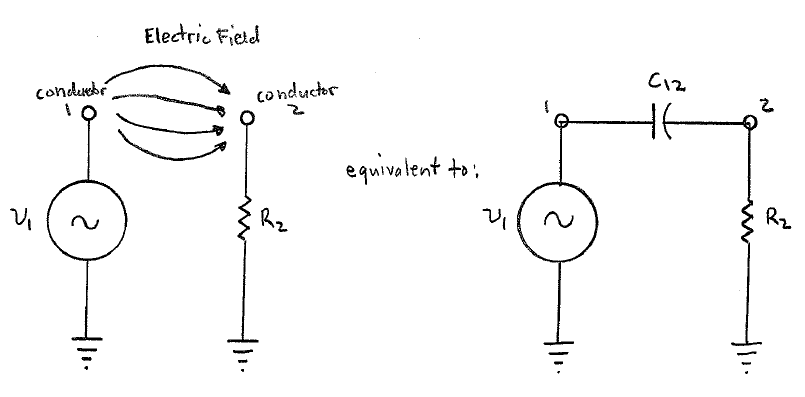 Electric Field
conductor
1
conductor
2
V1
R2
equivalent to:
1
C12
2
V1
R2